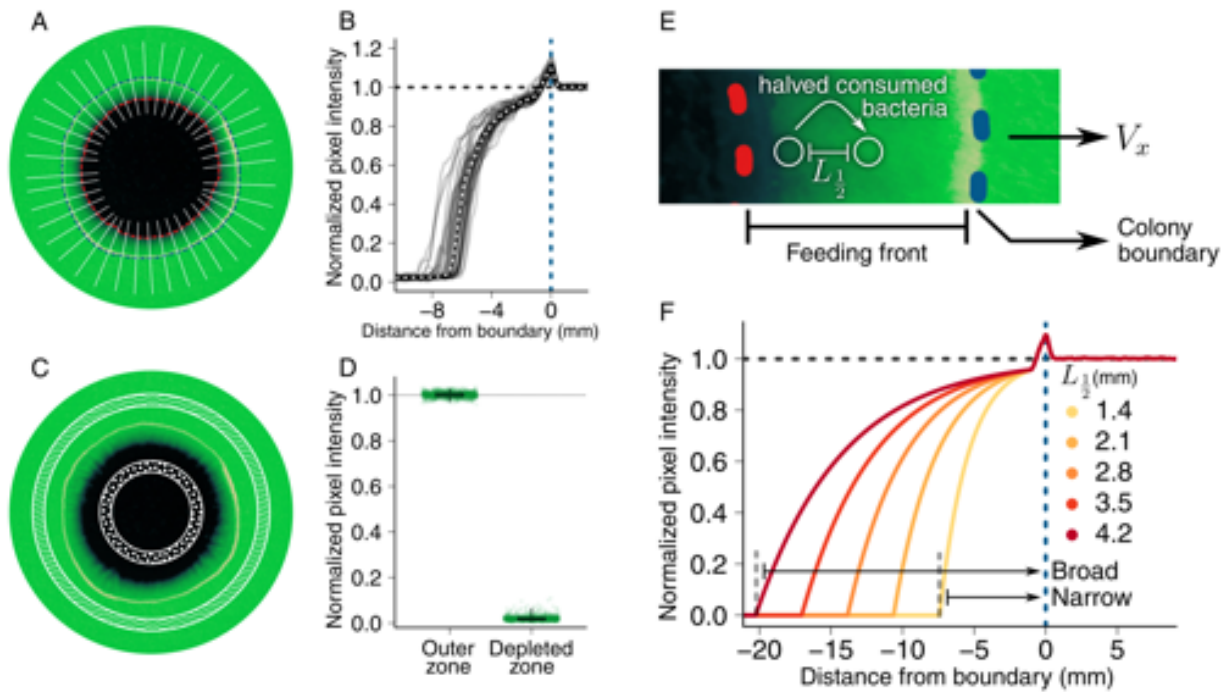 A
B
1.2
1.0
0.8
0.6
0.4
0.2
0.0
Normalized pixel intensity
−8
−4
0
Distance from boundary (mm)
C
D
1.0
0.8
0.6
0.4
0.2
0.0
Normalized pixel intensity
Outer
zone
Depleted
zone
E
halved consumed
bacteria
L 1/2
V_x
Feeding front
Colony
boundary
F
1.0
0.8
0.6
0.4
0.2
0.0
Normalized pixel intensity
L 1/2 (mm)
1.4
2.1
2.8
3.5
4.2
Broad
Narrow
−20
−15
−10
−5
0
5
Distance from boundary (mm)